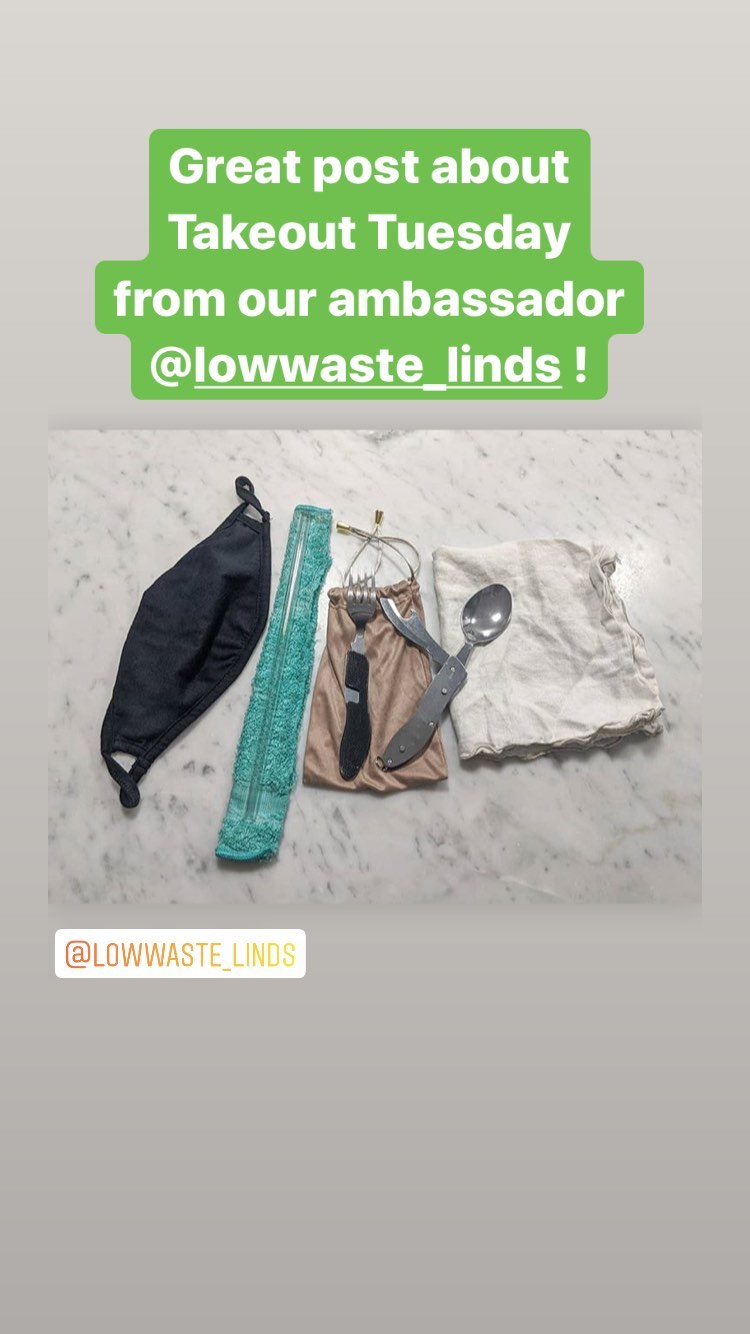 Great post about
Takeout Tuesday
from our ambassador
@lowwaste_linds !
@LOWWASTE_LINDS